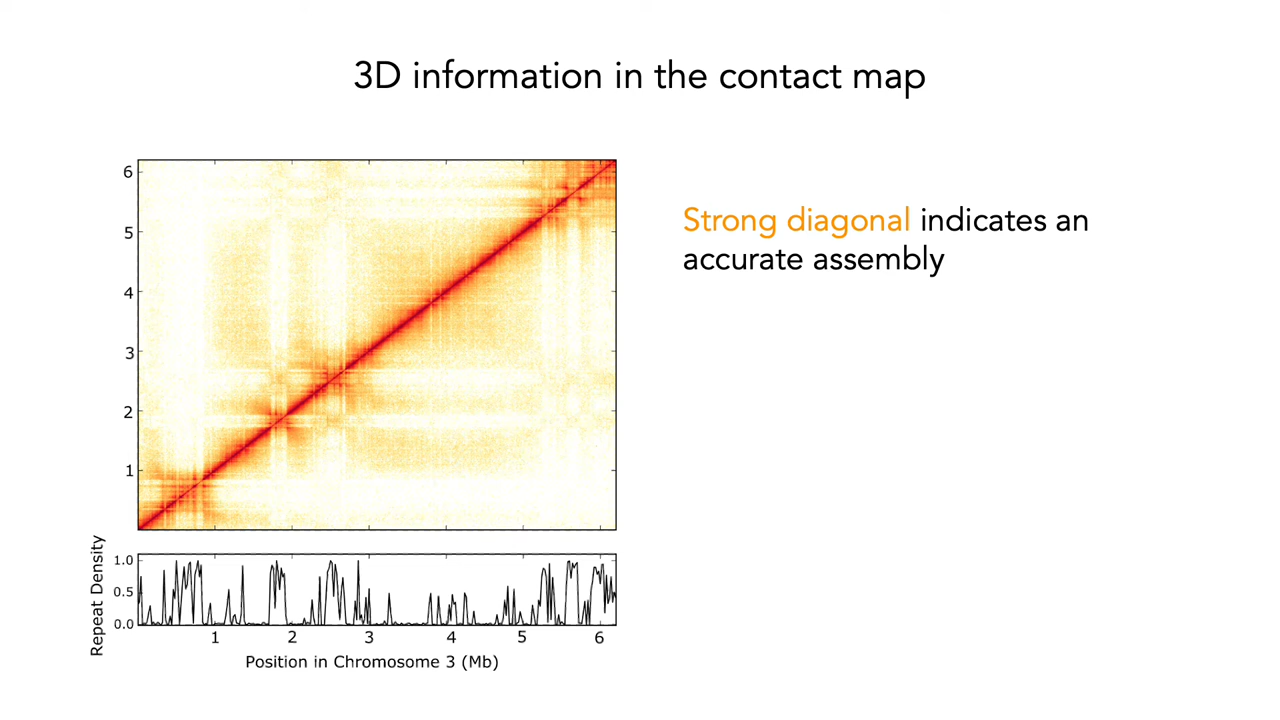 3D information in the contact map
6
5
4
3
2
1
Strong diagonal indicates an
accurate assembly
Repeat Density
1.0
0.5
0.0
1 2 3 4 5 6
Position in Chromosome 3 (Mb)